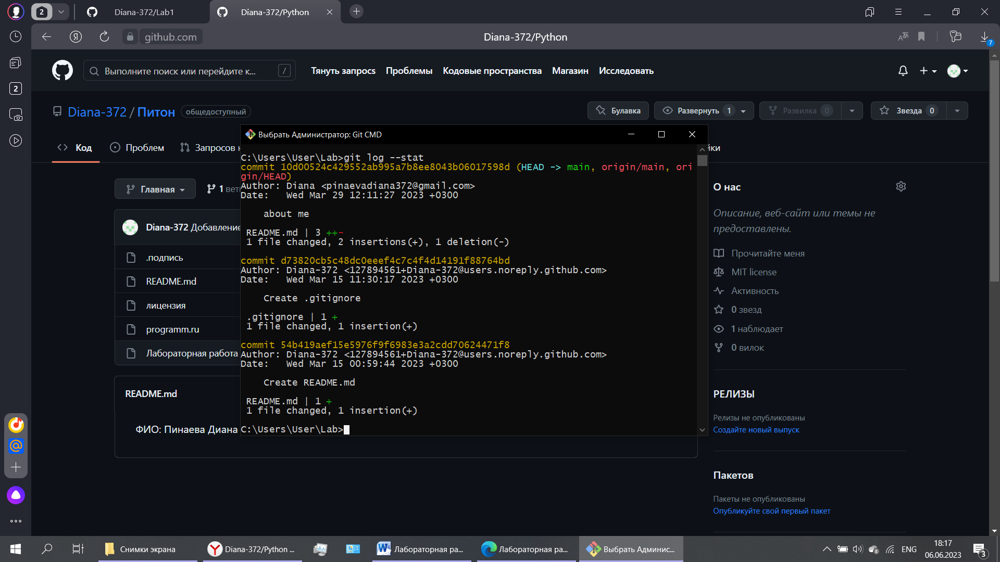 2
Diana-372/Lab1
Diana-372/Python
github.com
Diana-372/Python
7
2
Выполните поиск или перейдите к...
/
Тянуть запросс
Проблемы
Кодовые пространства
Магазин
Исследовать
Diana-372 / Питон
общедоступный
Булавка
Развернуть 1
Развилка 0
Звезда 0
Код
Проблем
Запросов
Главная
1
Diana-372 Добавление
.подпись
README.md
лицензия
programm.ru
Лабораторная работа
README.md
ФИО: Пинаева Диана
Выбрать Администратор: Git CMD
C:\Users\User\Lab>git log --stat
commit 10d00524c429552ab995a7b8ee8043b06017598d (HEAD -> main, origin/main, ori
gin/HEAD)
Author: Diana <pinaevadiana372@gmail.com>
Date:   Wed Mar 29 12:11:27 2023 +0300
about me
README.md | 3 ++-
1 file changed, 2 insertions(+), 1 deletion(-)
commit d73820cb5c48dc0eeef4c7c4f4d14191f88764bd
Author: Diana-372 <127894561+Diana-372@users.noreply.github.com>
Date:   Wed Mar 15 11:30:17 2023 +0300
Create .gitignore
.gitignore | 1 +
1 file changed, 1 insertion(+)
commit 54b419aef15e5976f9f6983e3a2cdd70624471f8
Author: Diana-372 <127894561+Diana-372@users.noreply.github.com>
Date:   Wed Mar 15 00:59:44 2023 +0300
Create README.md
README.md | 1 +
1 file changed, 1 insertion(+)
C:\Users\User\Lab>
О нас
Описание, веб-сайт или темы не
предоставлены.
Прочитайте меня
MIT license
Активность
0 звезд
1 наблюдает
0 вилок
РЕЛИЗЫ
Релизы не опубликованы
Создайте новый выпуск
Пакетов
Пакеты не опубликованы
Опубликуйте свой первый пакет
Снимки экрана
Diana-372/Python ...
Лабораторная ра...
Лабораторная ра...
Выбрать Админис...
ENG
18:17
06.06.2023
3